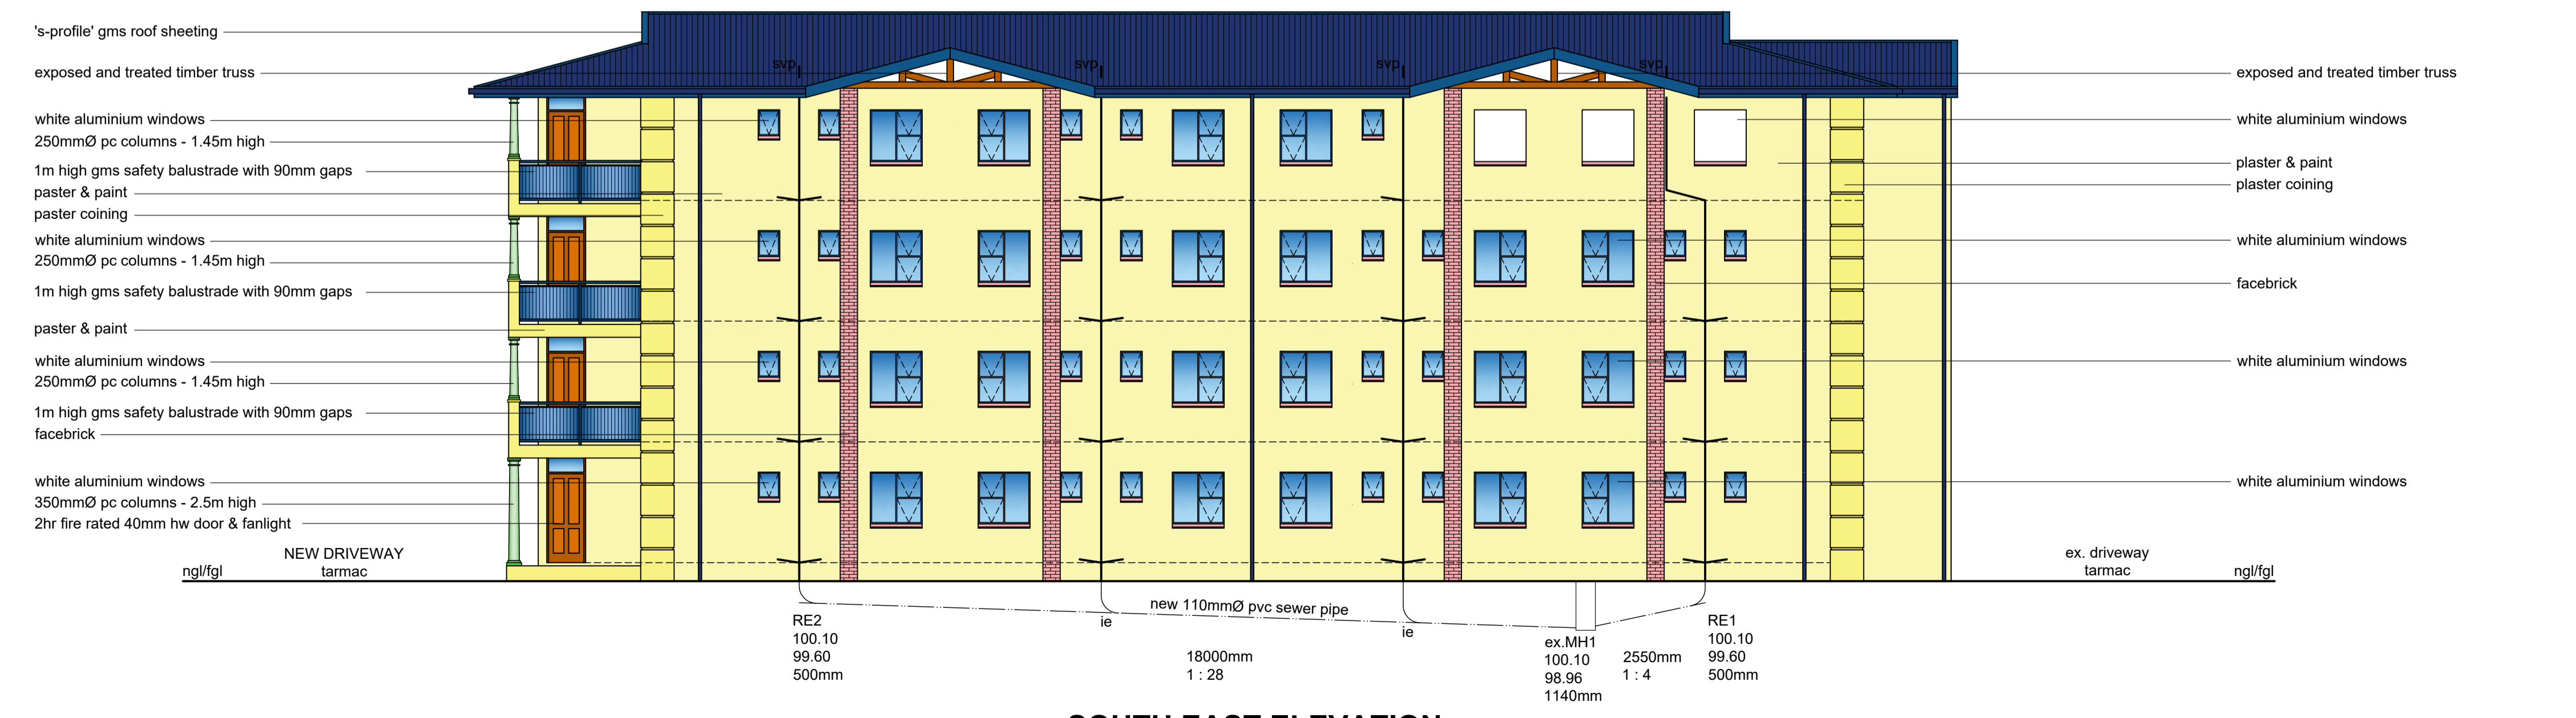 's-profile' gms roof sheeting
exposed and treated timber truss
white aluminium windows
250mmØ pc columns - 1.45m high
1m high gms safety balustrade with 90mm gaps
paster & paint
paster coining
white aluminium windows
250mmØ pc columns - 1.45m high
1m high gms safety balustrade with 90mm gaps
paster & paint
white aluminium windows
250mmØ pc columns - 1.45m high
1m high gms safety balustrade with 90mm gaps
facebrick
white aluminium windows
350mmØ pc columns - 2.5m high
2hr fire rated 40mm hw door & fanlight
NEW DRIVEWAY
tarmac
ngl/fgl
svp
svp
svp
svp
exposed and treated timber truss
white aluminium windows
plaster & paint
plaster coining
white aluminium windows
facebrick
white aluminium windows
white aluminium windows
ex. driveway
tarmac
ngl/fgl
new 110mmØ pvc sewer pipe
ie
ie
RE2
100.10
99.60
500mm
18000mm
1 : 28
ex.MH1
100.10
98.96
1140mm
2550mm
1 : 4
RE1
100.10
99.60
500mm
SOUTH EAST ELEVATION